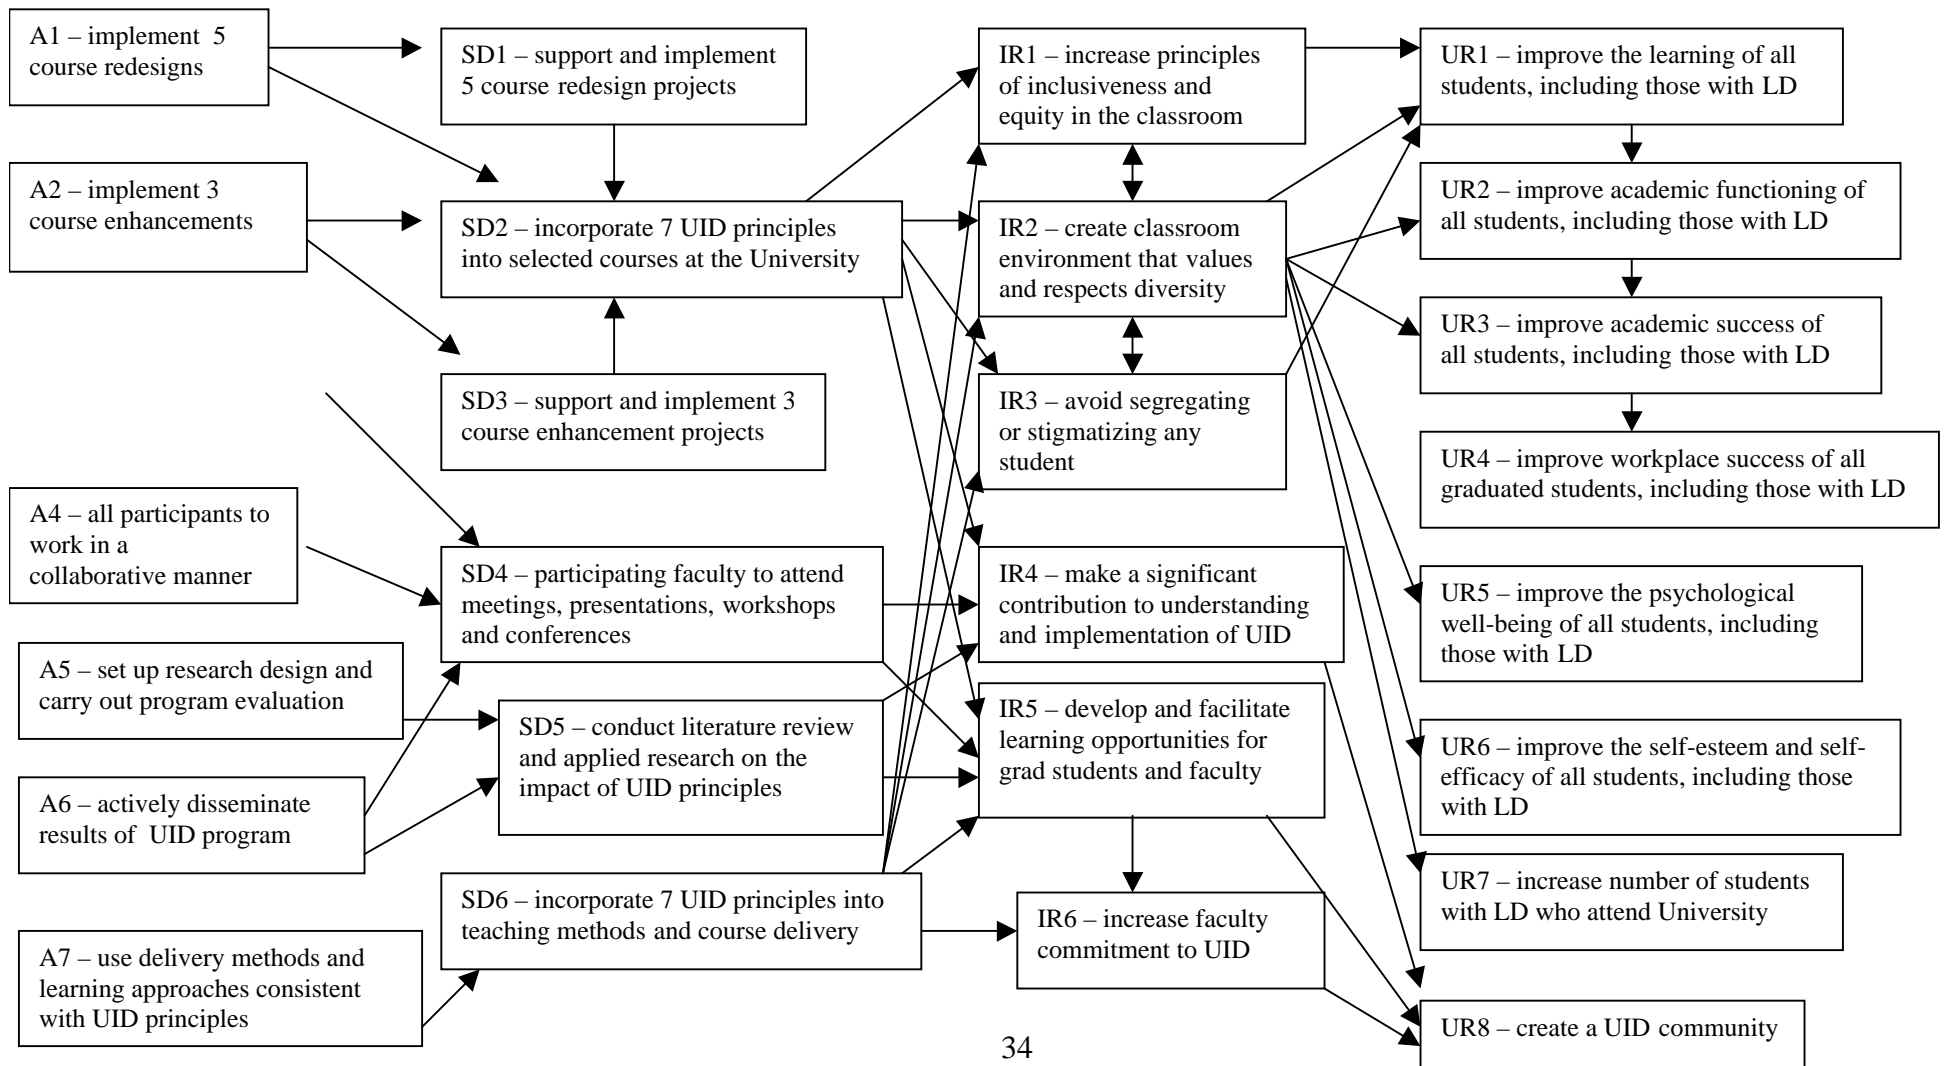 A1 – implement 5
course redesigns
A2 – implement 3
course enhancements
A4 – all participants to
work in a
collaborative manner
A5 – set up research design and
carry out program evaluation
A6 – actively disseminate
results of UID program
A7 – use delivery methods and
learning approaches consistent
with UID principles
SD1 – support and implement
5 course redesign projects
SD2 – incorporate 7 UID principles
into selected courses at the University
SD3 – support and implement 3
course enhancement projects
SD4 – participating faculty to attend
meetings, presentations, workshops
and conferences
SD5 – conduct literature review
and applied research on the
impact of UID principles
SD6 – incorporate 7 UID principles into
teaching methods and course delivery
IR1 – increase principles
of inclusiveness and
equity in the classroom
IR2 – create classroom
environment that values
and respects diversity
IR3 – avoid segregating
or stigmatizing any
student
IR4 – make a significant
contribution to understanding
and implementation of UID
IR5 – develop and facilitate
learning opportunities for
grad students and faculty
IR6 – increase faculty
commitment to UID
UR1 – improve the learning of all
students, including those with LD
UR2 – improve academic functioning of
all students, including those with LD
UR3 – improve academic success of
all students, including those with LD
UR4 – improve workplace success of all
graduated students, including those with LD
UR5 – improve the psychological
well-being of all students, including
those with LD
UR6 – improve the self-esteem and self-
efficacy of all students, including those
with LD
UR7 – increase number of students
with LD who attend University
UR8 – create a UID community
34